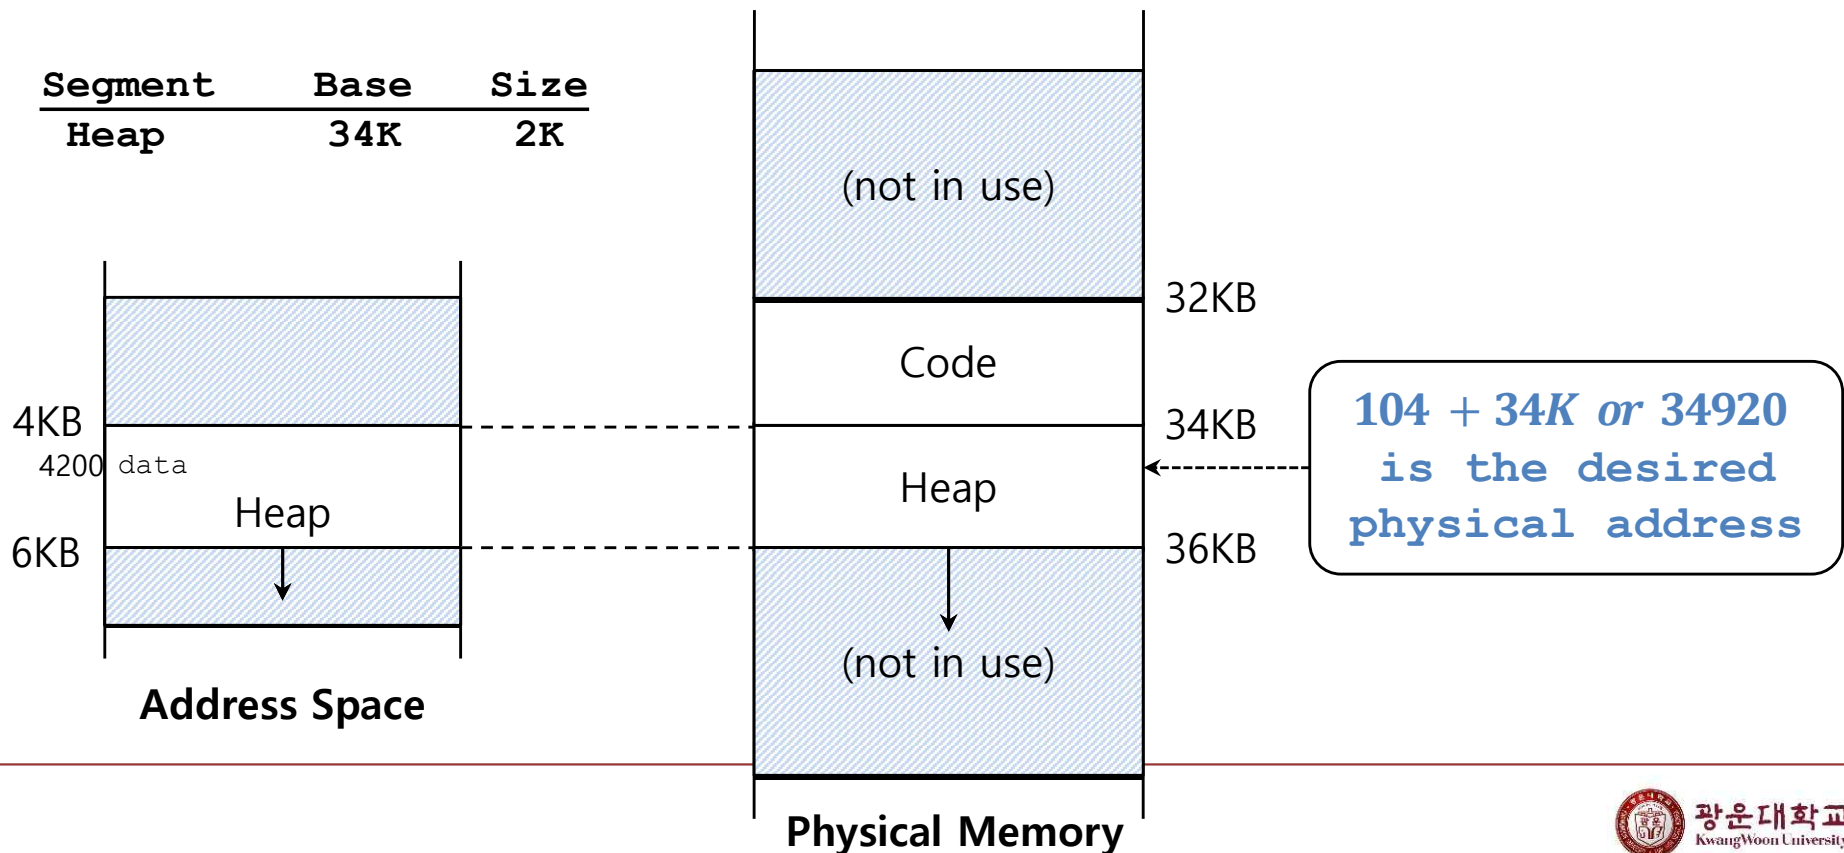 Segment Base Size
Heap 34K 2K
4KB
4200 data
Heap
6KB
Address Space
(not in use)
32KB
Code
34KB
Heap
36KB
(not in use)
Physical Memory
104 + 34K or 34920
is the desired
physical address
광운대학교
KwangWoon University